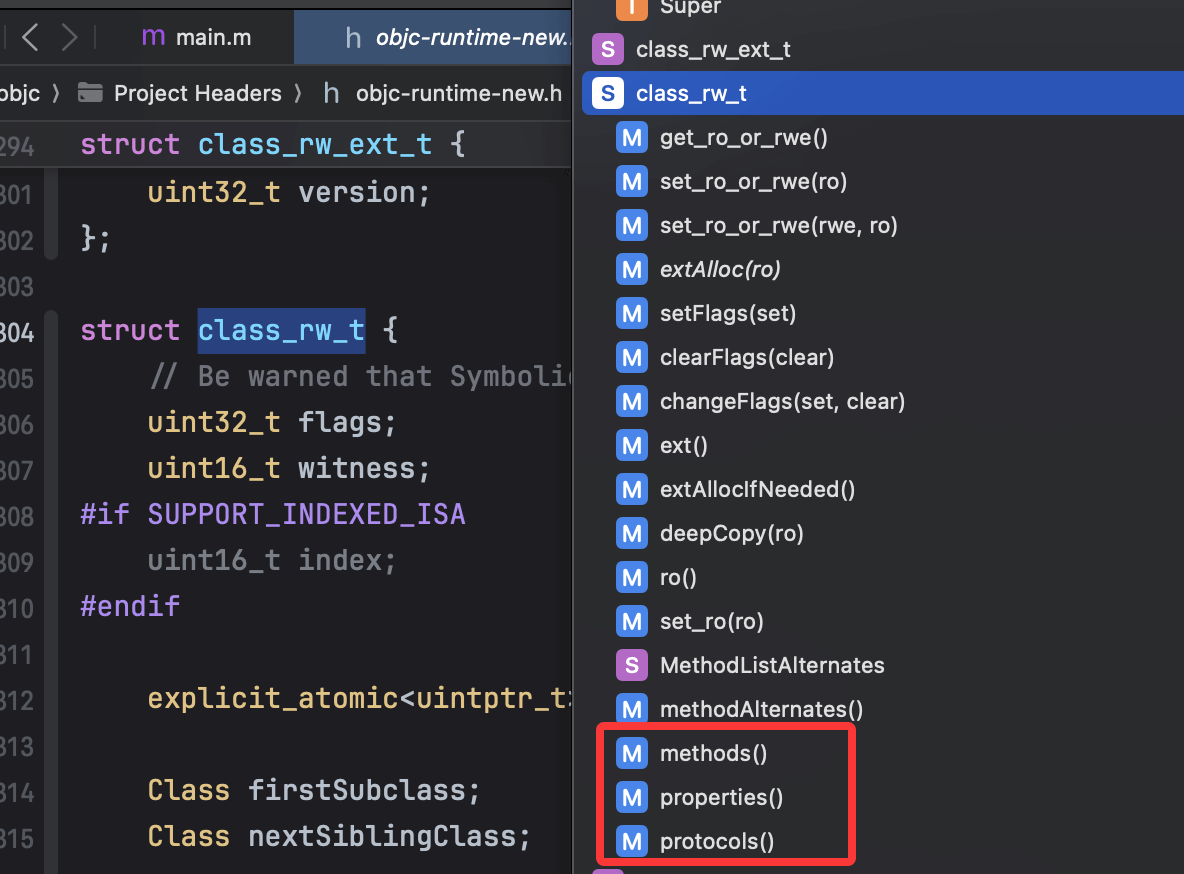 main.m
objc-runtime-new.
objc 〉 Project Headers 〉 h objc-runtime-new.h
294 struct class_rw_ext_t {
301 uint32_t version;
302 };
303
304 struct class_rw_t {
305 // Be warned that Symbolic
306 uint32_t flags;
307 uint16_t witness;
308 #if SUPPORT_INDEXED_ISA
309 uint16_t index;
310 #endif
311
312 explicit_atomic<uintptr_t>
313
314 Class firstSubclass;
315 Class nextSiblingClass;
T Super
S class_rw_ext_t
S class_rw_t
M get_ro_or_rwe()
M set_ro_or_rwe(ro)
M set_ro_or_rwe(rwe, ro)
M extAlloc(ro)
M setFlags(set)
M clearFlags(clear)
M changeFlags(set, clear)
M ext()
M extAllocIfNeeded()
M deepCopy(ro)
M ro()
M set_ro(ro)
S MethodListAlternates
M methodAlternates()
M methods()
M properties()
M protocols()